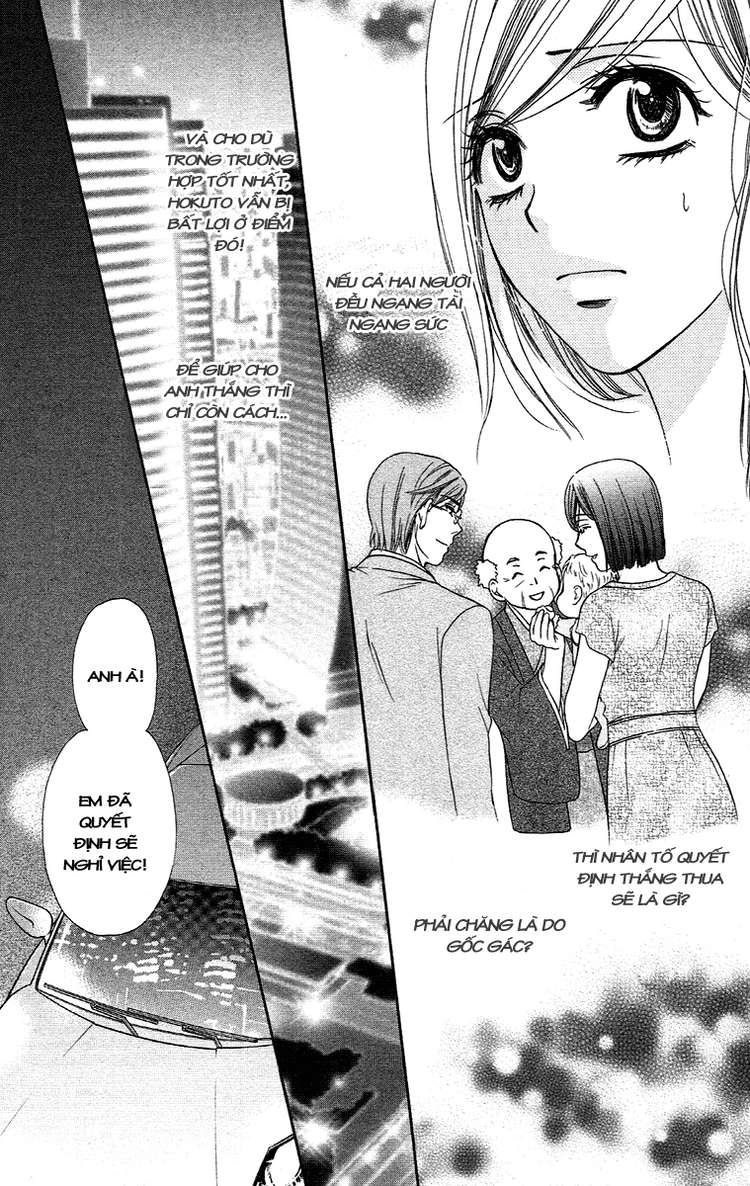 NẾU CẢ HAI NGƯỜI
ĐỀU NGANG TÀI
NGANG SỨC
THÌ NHÂN TỐ QUYẾT
ĐỊNH THẮNG THUA
SẼ LÀ GÌ?
PHẢI CHĂNG LÀ DO
GỐC GÁC?
VÀ CHO DÙ
TRONG TRƯỜNG
HỢP TỐT NHẤT,
HOKUTO VẪN BỊ
BẤT LỢI Ở ĐIỂM
ĐÓ!
ĐỂ GIÚP CHO
ANH THẮNG THÌ
CHỈ CÒN CÁCH...
ANH À!
EM ĐÃ
QUYẾT
ĐỊNH SẼ
NGHỈ VIỆC!